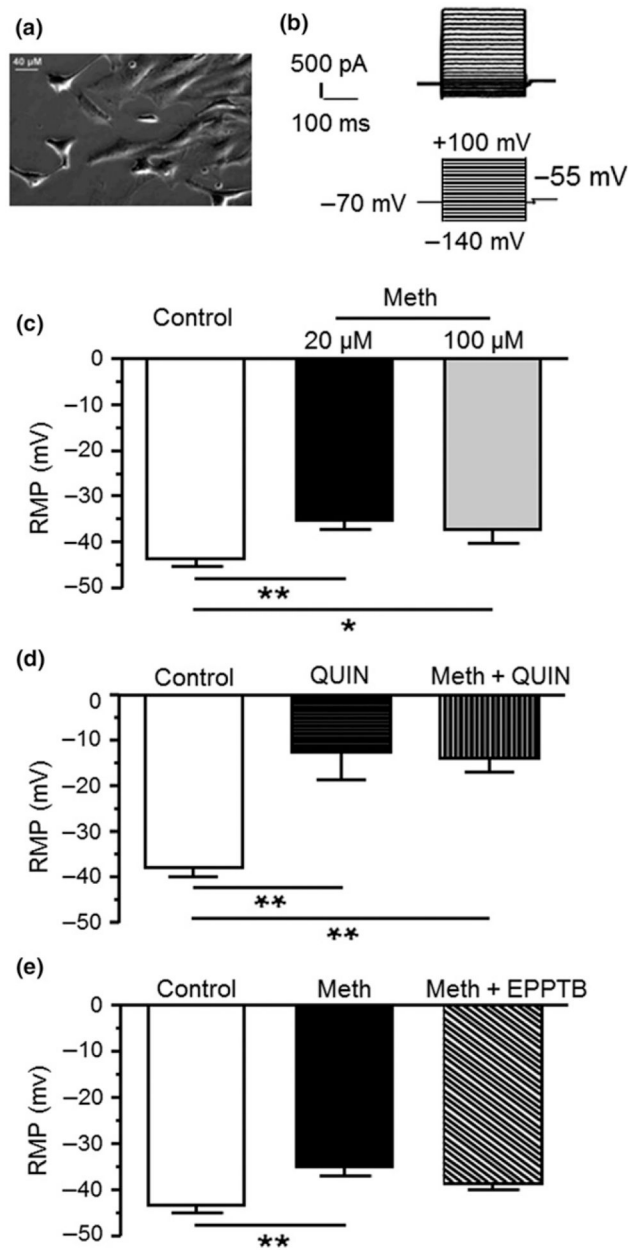 (a)
40 µM
(b)
500 pA
100 ms
+100 mV
−55 mV
−70 mV
−140 mV
(c)
Meth
Control
20 µM
100 µM
0
−10
−20
−30
−40
−50
RMP (mV)
**
*
(d)
Control
QUIN
Meth + QUIN
0
−10
−20
−30
−40
−50
RMP (mV)
**
**
(e)
Control
Meth
Meth + EPPTB
0
−10
−20
−30
−40
−50
RMP (mv)
**